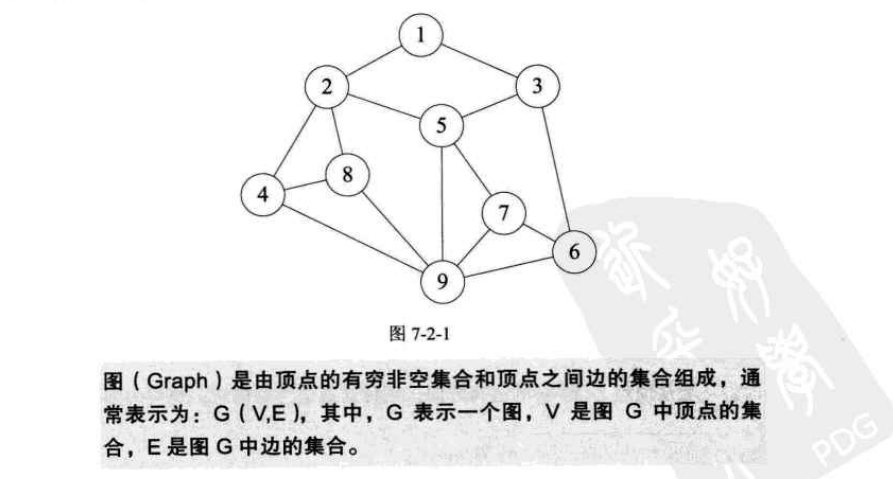 1
2
3
5
8
4
7
6
9
图 7-2-1
图（Graph）是由顶点的有穷非空集合和顶点之间边的集合组成，通
常表示为：G（V,E），其中，G 表示一个图，V 是图 G 中顶点的集
合，E 是图 G 中边的集合。
PDG